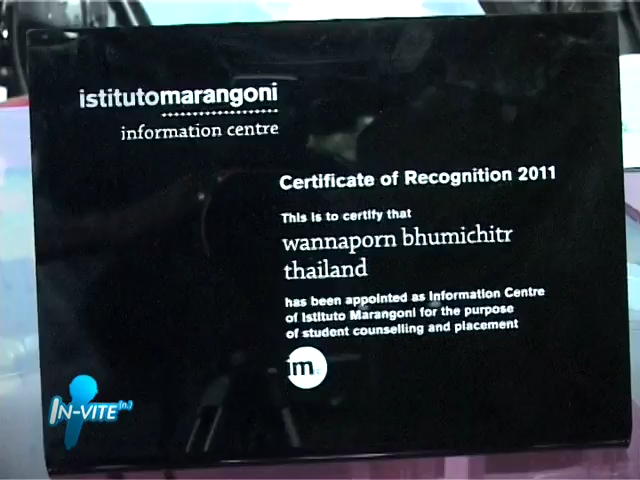 istitutomarangoni
information centre
Certificate of Recognition 2011
This is to certify that
wannaporn bhumichitr
thailand
has been appointed as Information Centre
of Istituto Marangoni for the purpose
of student counselling and placement
im.
IN-VITE (n.)